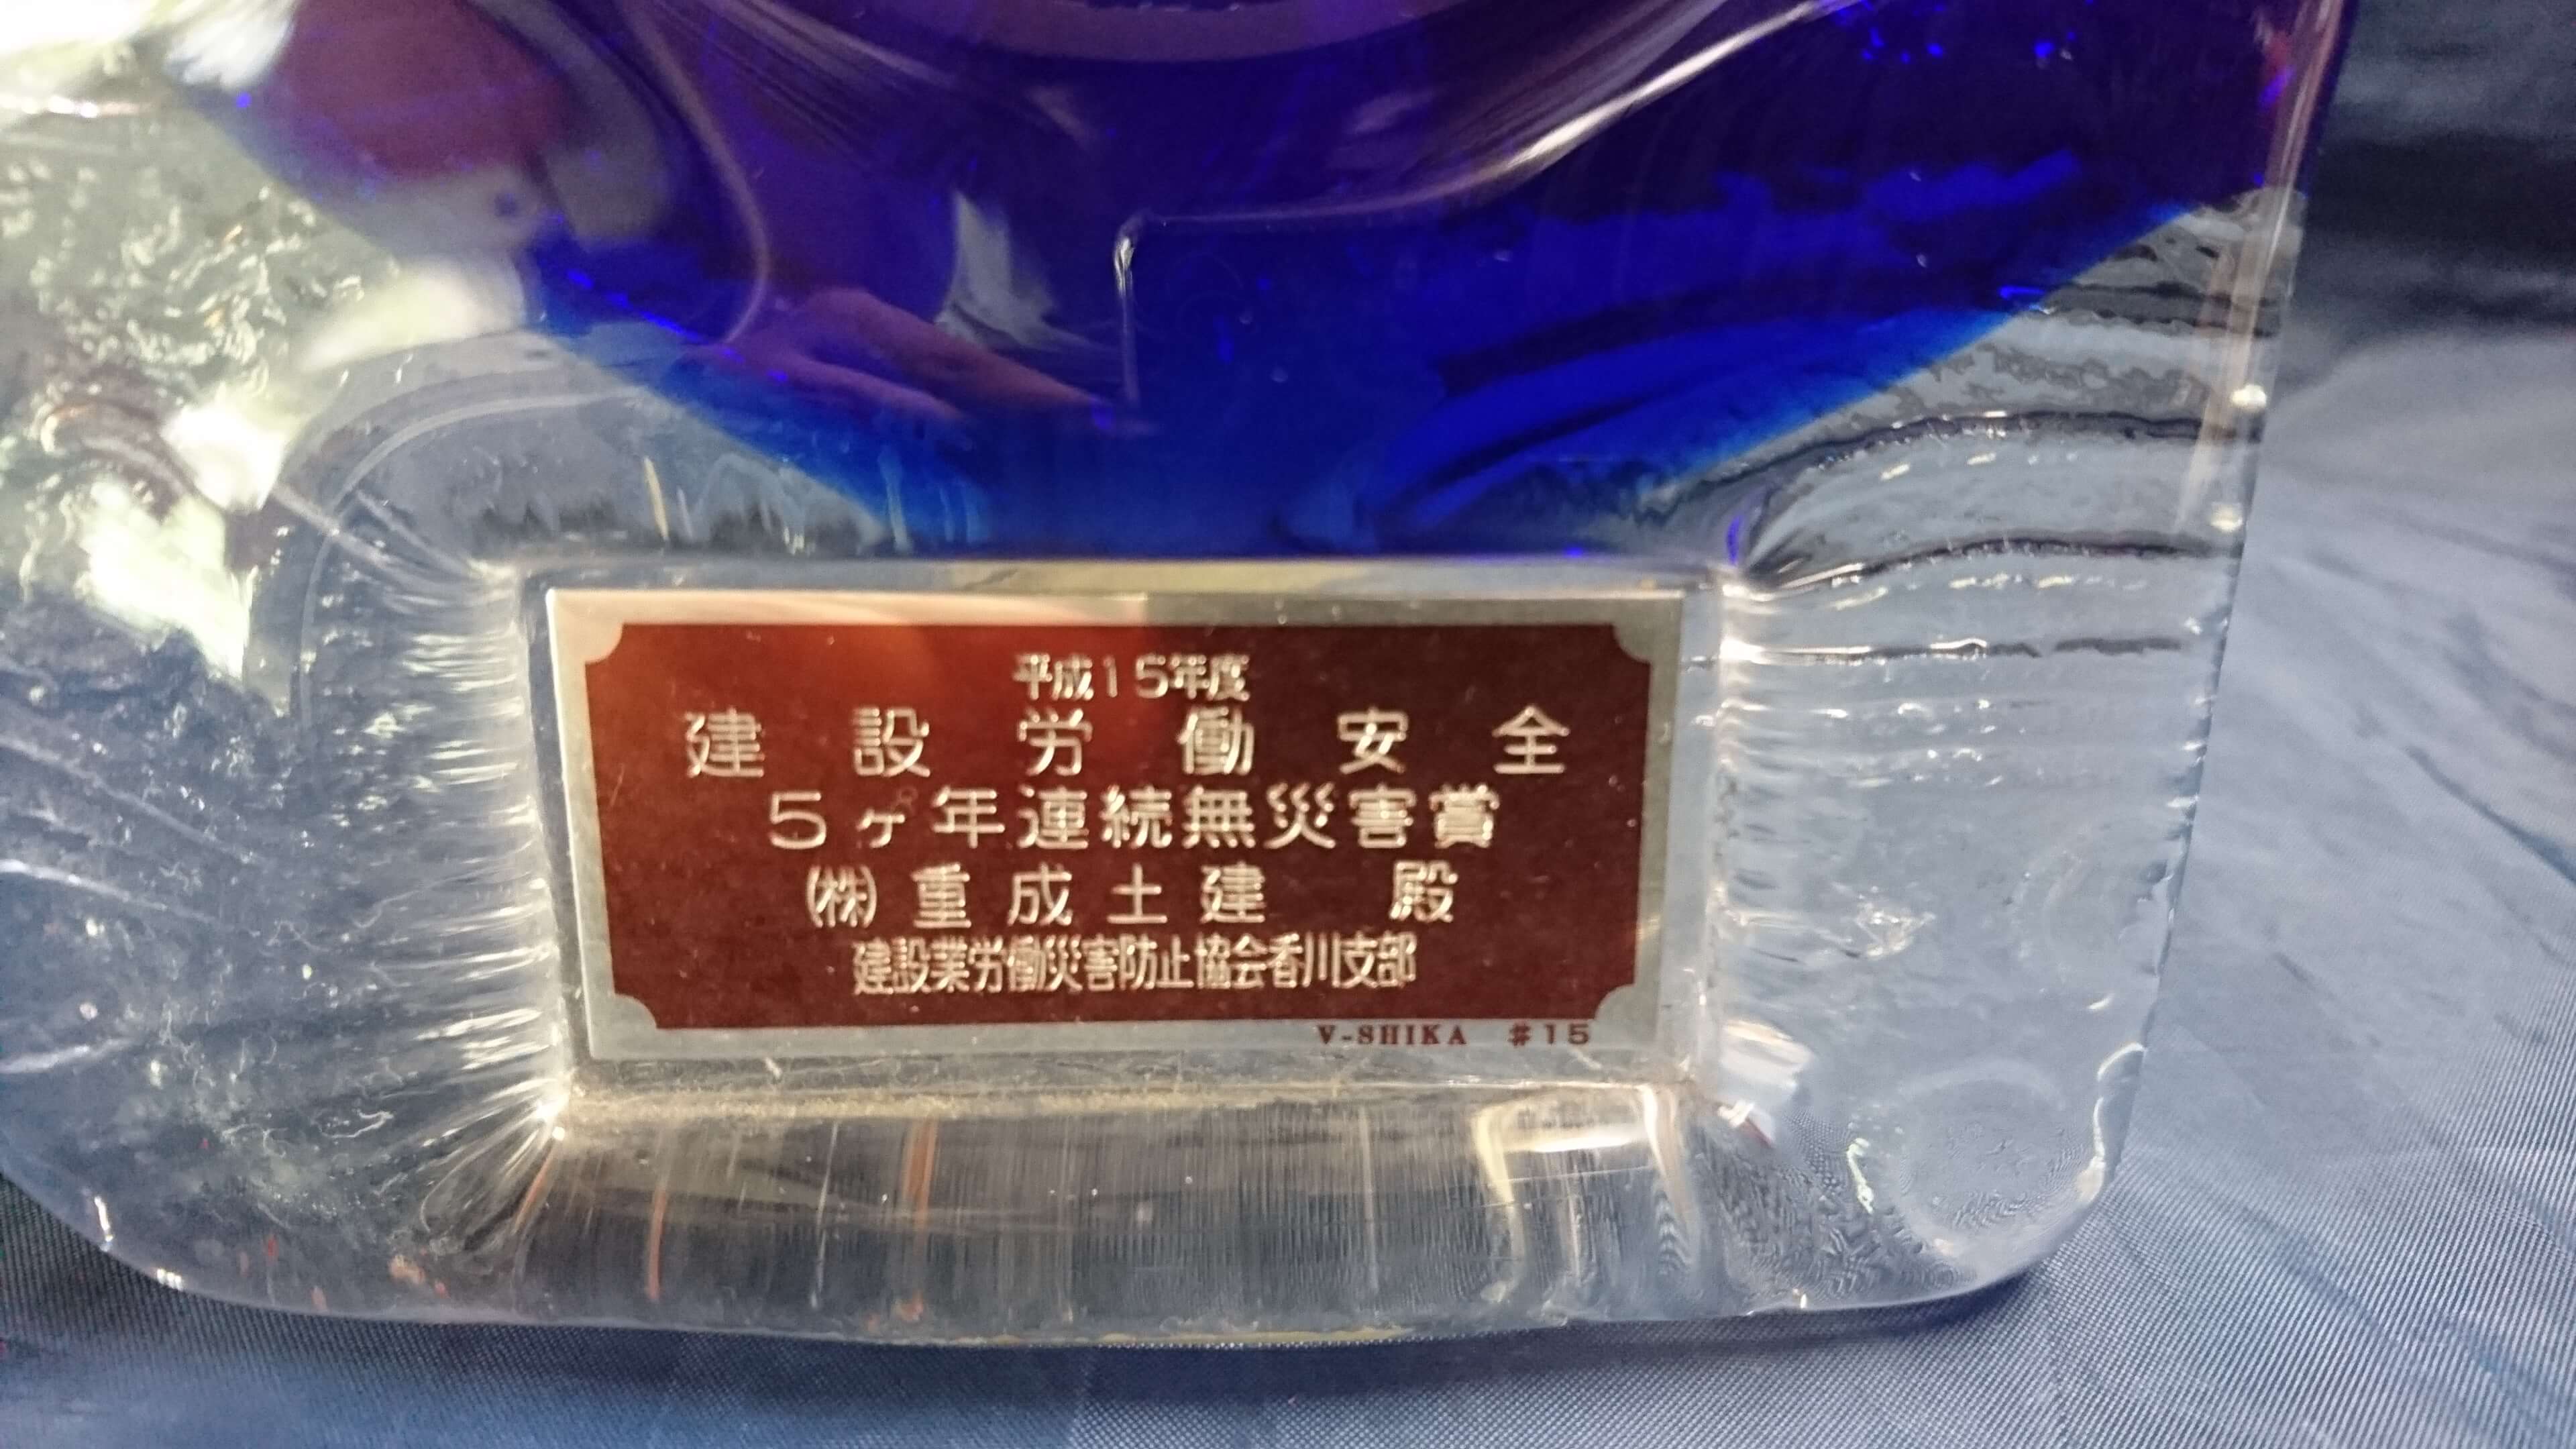 平成15年度
建設労働安全
5ヶ年連続無災害賞
㈱重成土建 殿
建設業労働災害防止協会香川支部
V-SHIKA #15